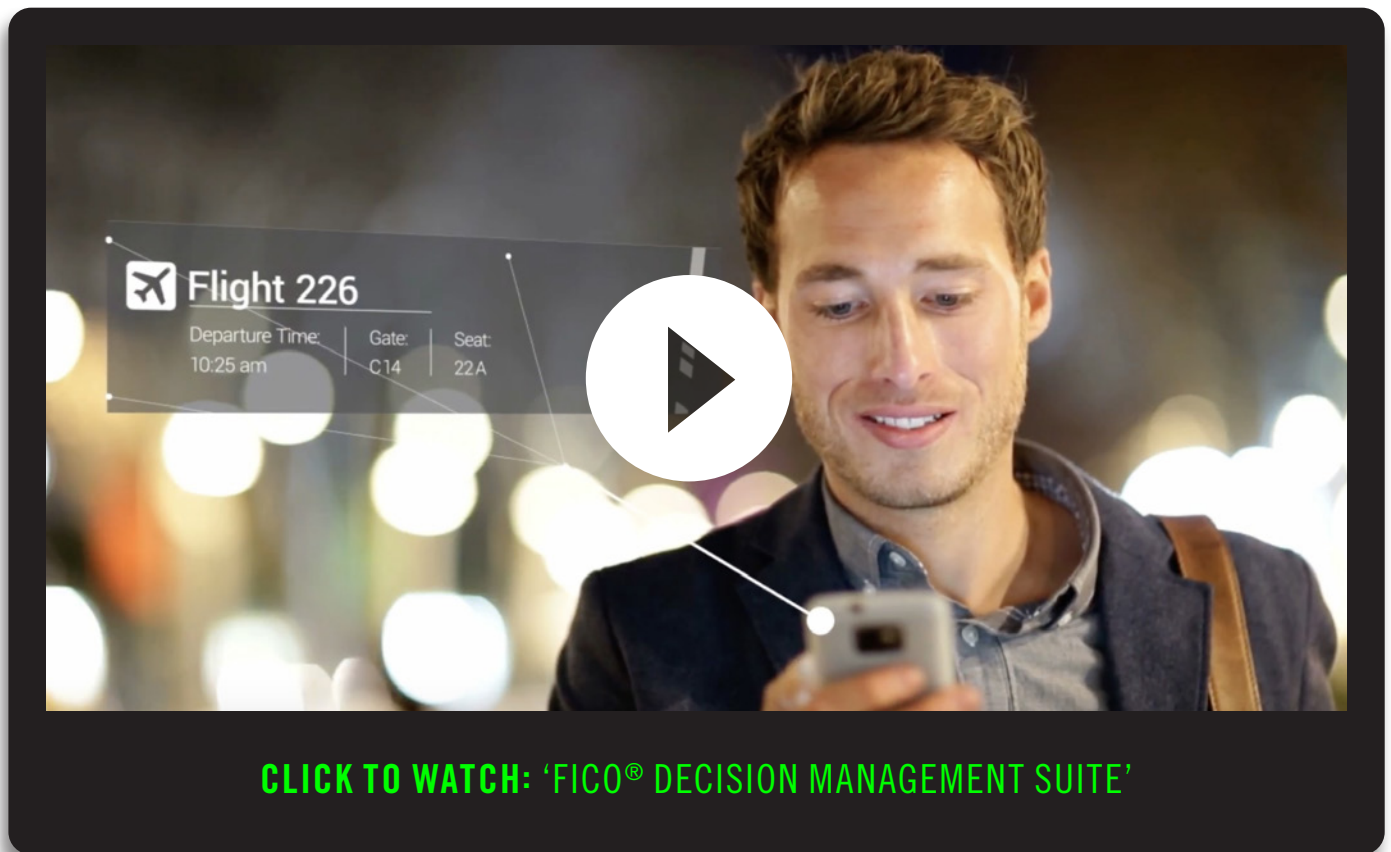 Flight 226
Departure Time: Gate: Seat:
10:25 am C14 22A
CLICK TO WATCH: ‘FICO® DECISION MANAGEMENT SUITE’